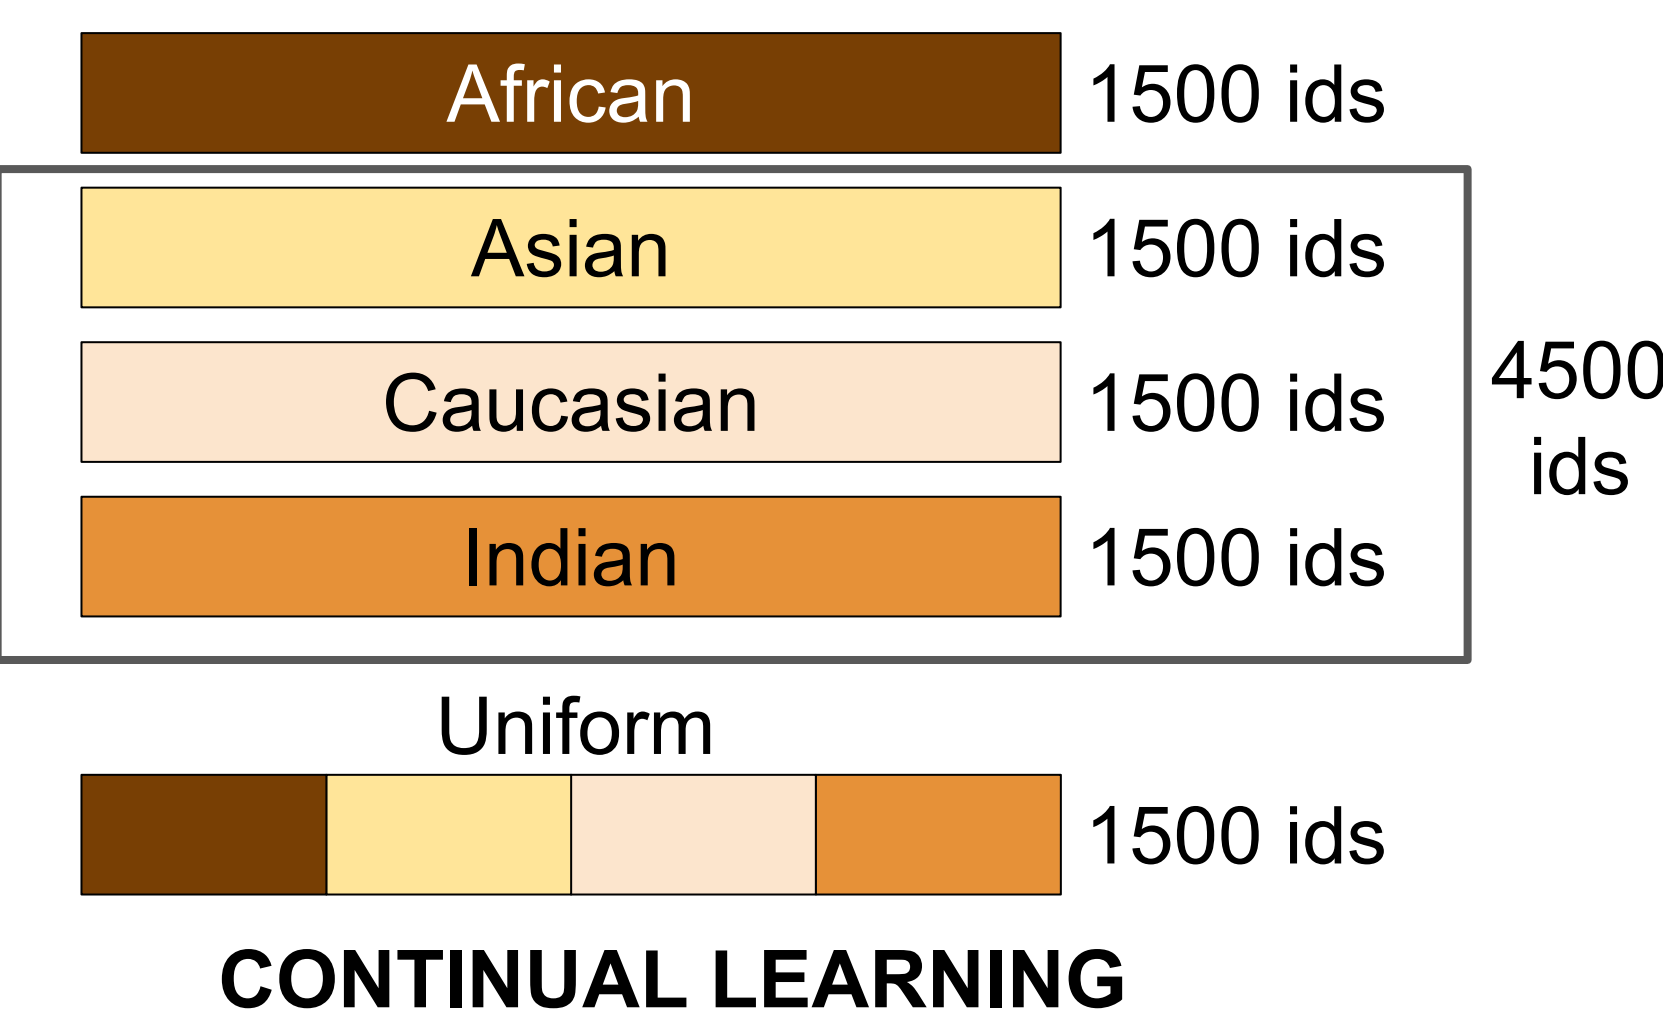 African 1500 ids
Asian 1500 ids
Caucasian 1500 ids
Indian 1500 ids
4500
ids
Uniform
1500 ids
CONTINUAL LEARNING